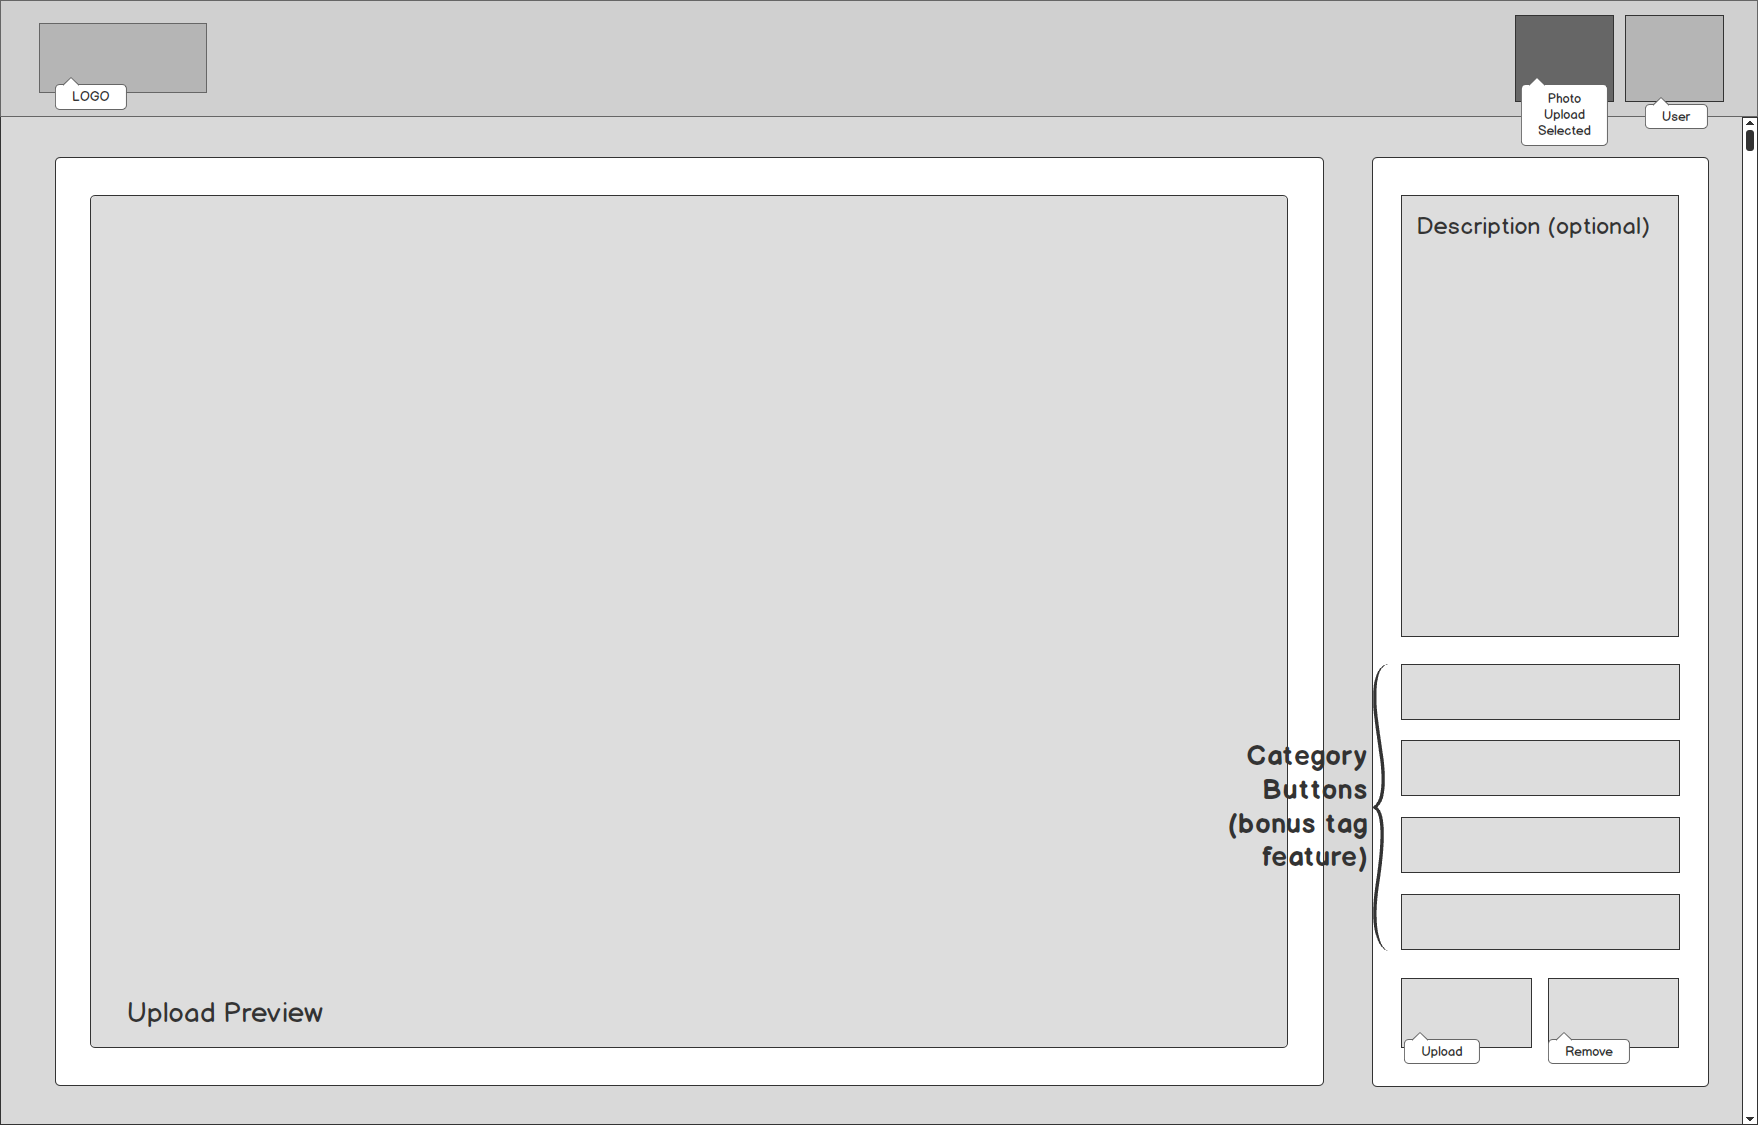 LOGO
Photo
Upload
Selected
User
Description (optional)
Category
Buttons
(bonus tag
feature)
Upload Preview
Upload
Remove